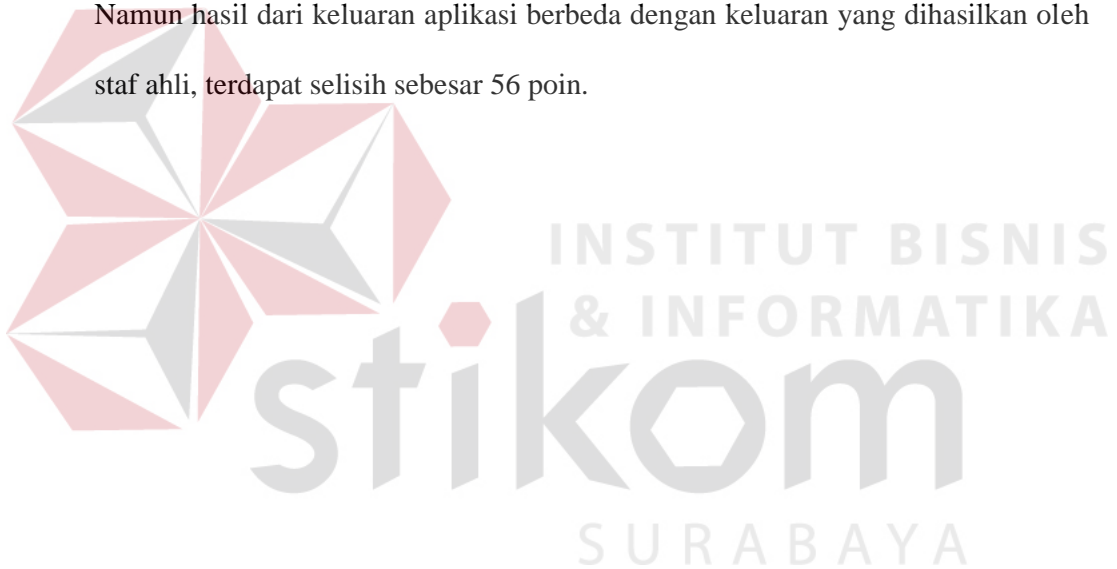 Namun hasil dari keluaran aplikasi berbeda dengan keluaran yang dihasilkan oleh
staf ahli, terdapat selisih sebesar 56 poin.
INSTITUT BISNIS
& INFORMATIKA
stikom
SURABAYA